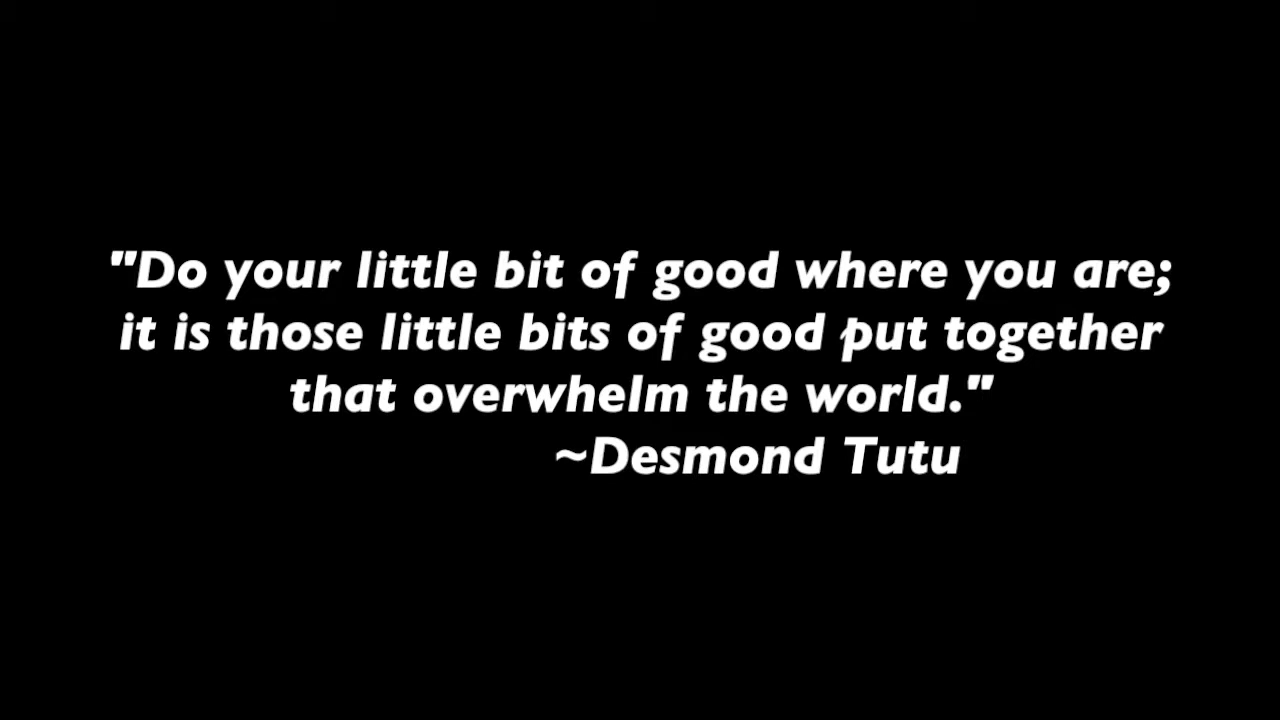 "Do your little bit of good where you are;
it is those little bits of good put together
that overwhelm the world."
~Desmond Tutu